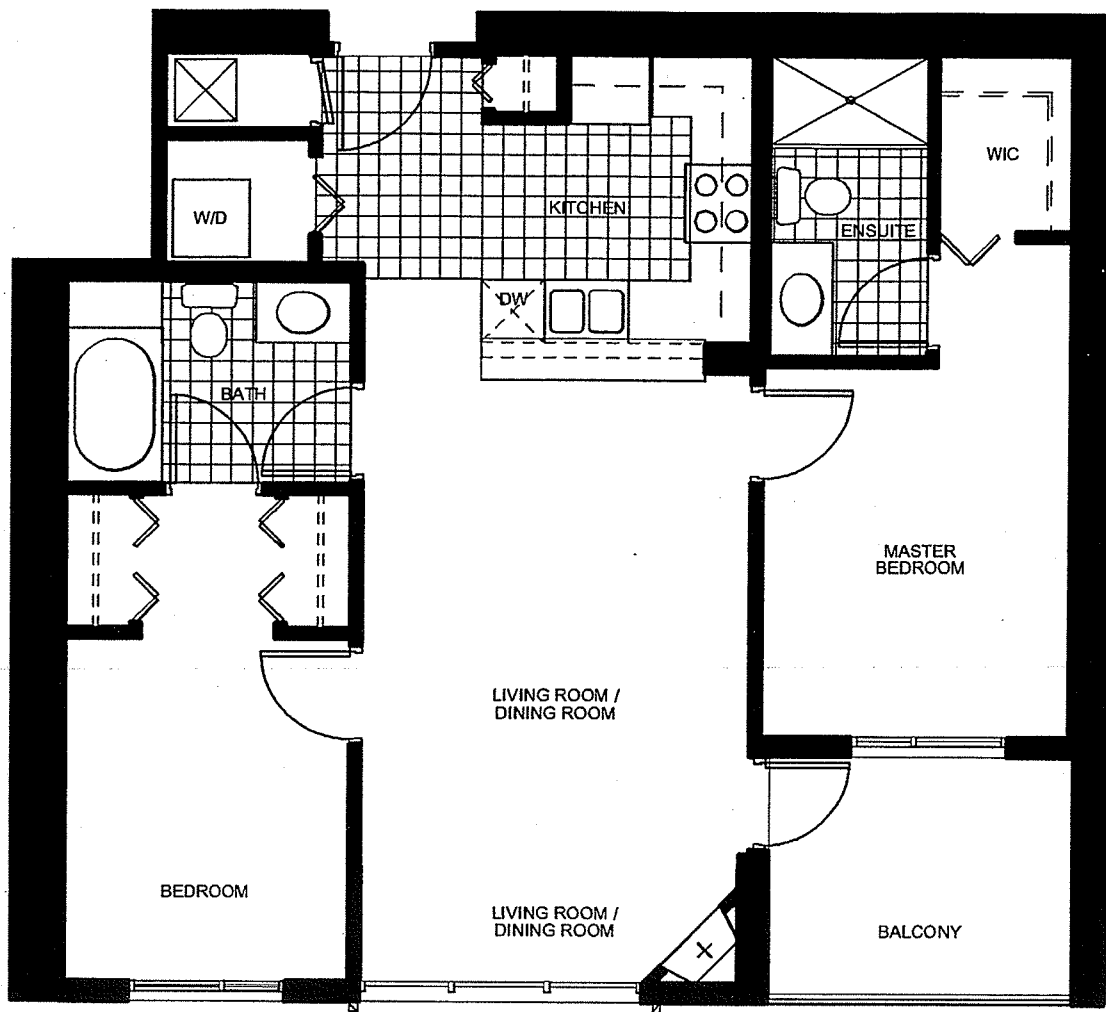 WIC
W/D
KITCHEN
ENSUITE
DW
BATH
MASTER
BEDROOM
LIVING ROOM /
DINING ROOM
BEDROOM
LIVING ROOM /
DINING ROOM
BALCONY